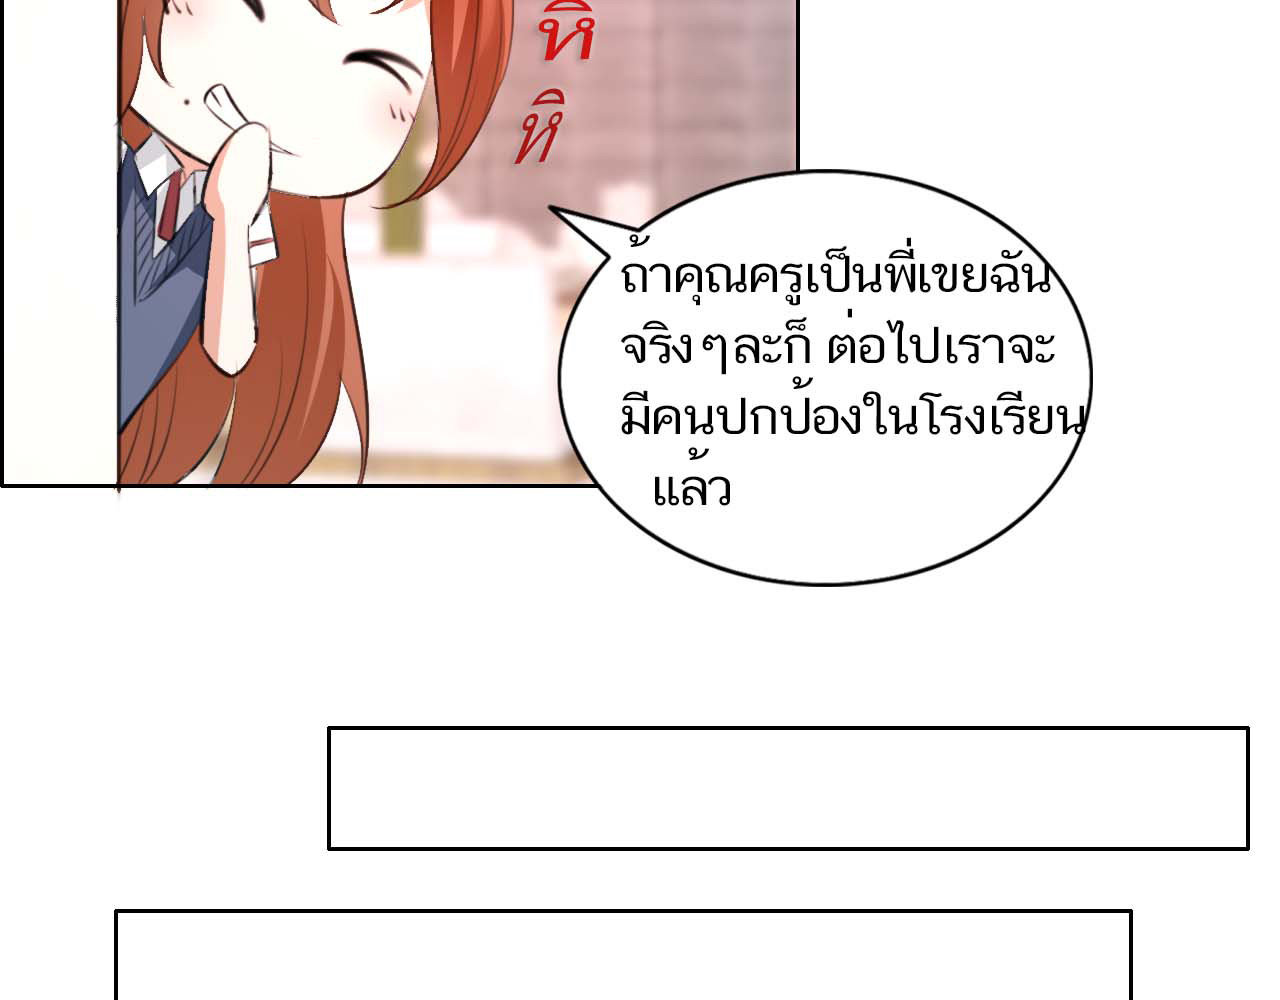 หิ
หิ
ถ้าคุณครูเป็นพี่เขยฉัน
จริงๆละก็ ต่อไปเราจะ
มีคนปกป้องในโรงเรียน
แล้ว